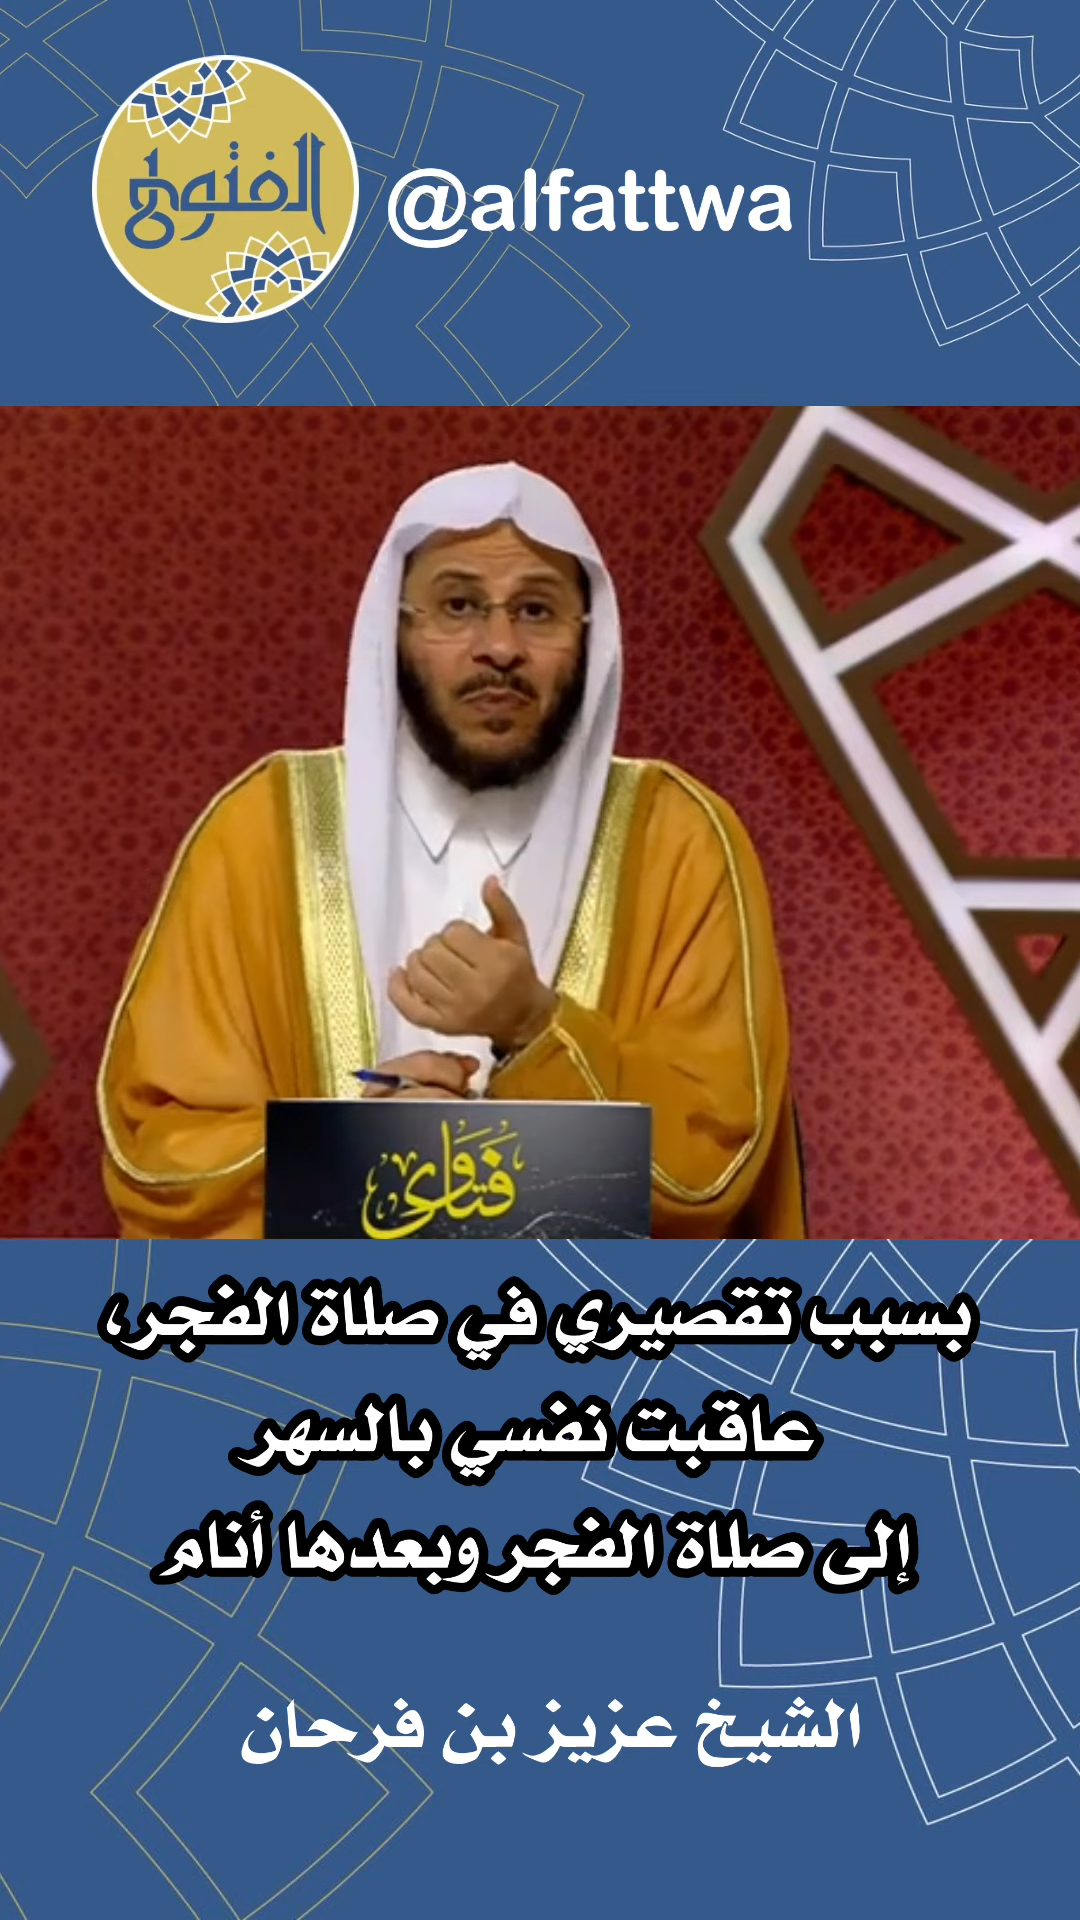 الفتوى
@alfattwa
فتاوى
بسبب تقصيري في صلاة الفجر،
عاقبت نفسي بالسهر
إلى صلاة الفجر وبعدها أنام
الشيخ عزيز بن فرحان